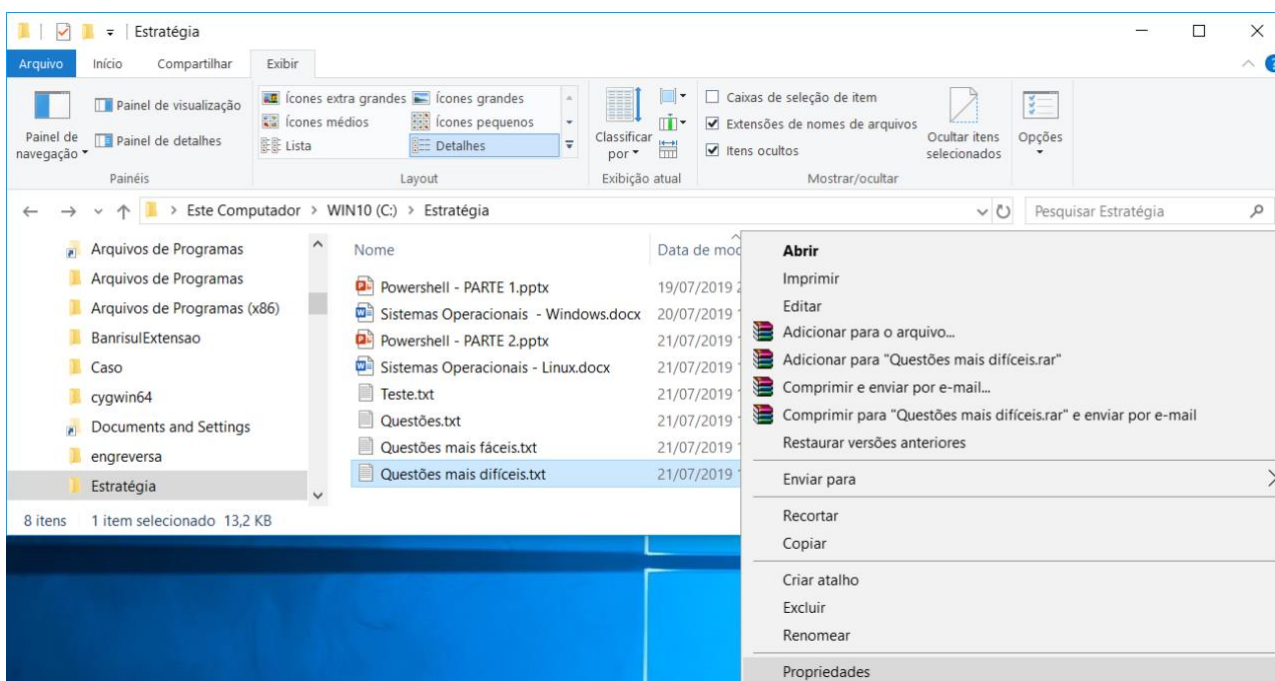 Estratégia
Arquivo Início Compartilhar Exibir
Painel de navegação
Painel de visualização
Painel de detalhes
Painéis
Ícones extra grandes Ícones grandes
Ícones médios Ícones pequenos
Lista Detalhes
Layout
Classificar por
Exibição atual
Caixas de seleção de item
Extensões de nomes de arquivos
Itens ocultos
Ocultar itens selecionados
Mostrar/ocultar
Opções
Este Computador > WIN10 (C:) > Estratégia
Pesquisar Estratégia
Arquivos de Programas
Arquivos de Programas
Arquivos de Programas (x86)
BanrisulExtensao
Caso
cygwin64
Documents and Settings
engreversa
Estratégia
Nome Data de mod
Powershell - PARTE 1.pptx 19/07/2019 2
Sistemas Operacionais - Windows.docx 20/07/2019 1
Powershell - PARTE 2.pptx 21/07/2019 1
Sistemas Operacionais - Linux.docx 21/07/2019 1
Teste.txt 21/07/2019 1
Questões.txt 21/07/2019 1
Questões mais fáceis.txt 21/07/2019 1
Questões mais difíceis.txt 21/07/2019 1
8 itens 1 item selecionado 13,2 KB
Abrir
Imprimir
Editar
Adicionar para o arquivo...
Adicionar para "Questões mais difíceis.rar"
Comprimir e enviar por e-mail...
Comprimir para "Questões mais difíceis.rar" e enviar por e-mail
Restaurar versões anteriores
Enviar para
Recortar
Copiar
Criar atalho
Excluir
Renomear
Propriedades